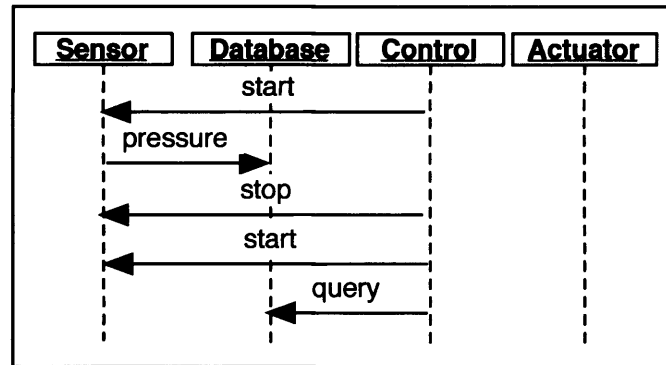 Sensor Database Control Actuator
start
pressure
stop
start
query